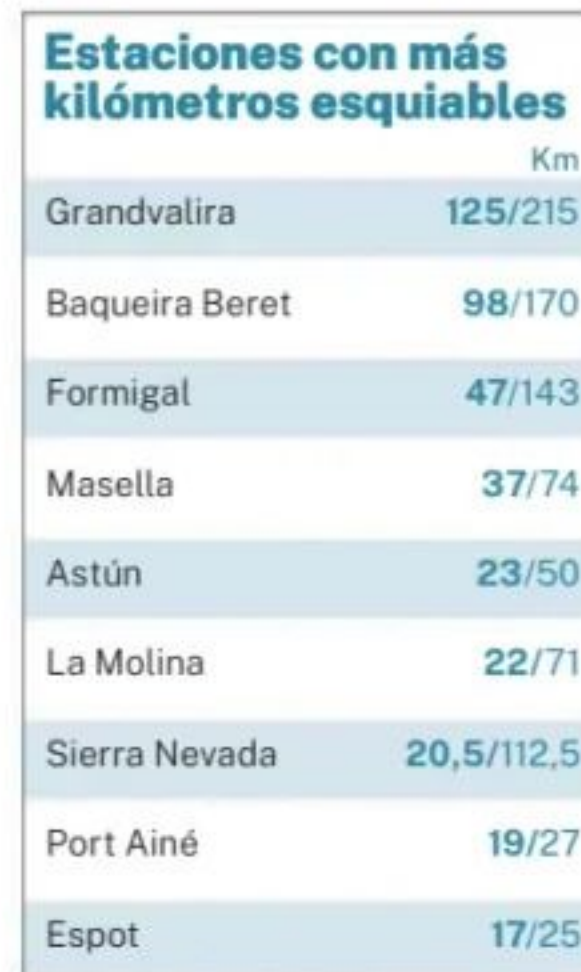 Estaciones con más
kilómetros esquiables
Km
Grandvalira 125/215
Baqueira Beret 98/170
Formigal 47/143
Masella 37/74
Astún 23/50
La Molina 22/71
Sierra Nevada 20,5/112,5
Port Ainé 19/27
Espot 17/25